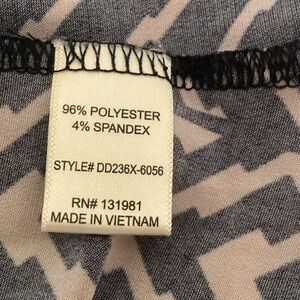 96% POLYESTER
4% SPANDEX
STYLE# DD236X-6056
RN# 131981
MADE IN VIETNAM